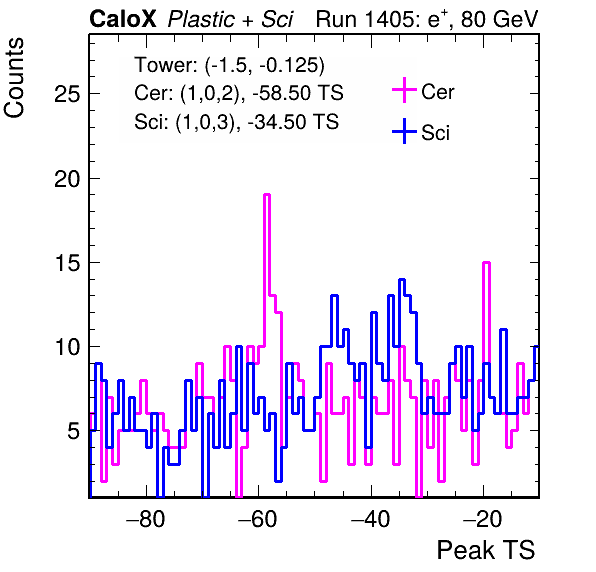 CaloX Plastic + Sci Run 1405: e+, 80 GeV
Counts
Tower: (-1.5, -0.125)
Cer: (1,0,2), -58.50 TS
Sci: (1,0,3), -34.50 TS
Cer
Sci
25
20
15
10
5
−80 −60 −40 −20
Peak TS